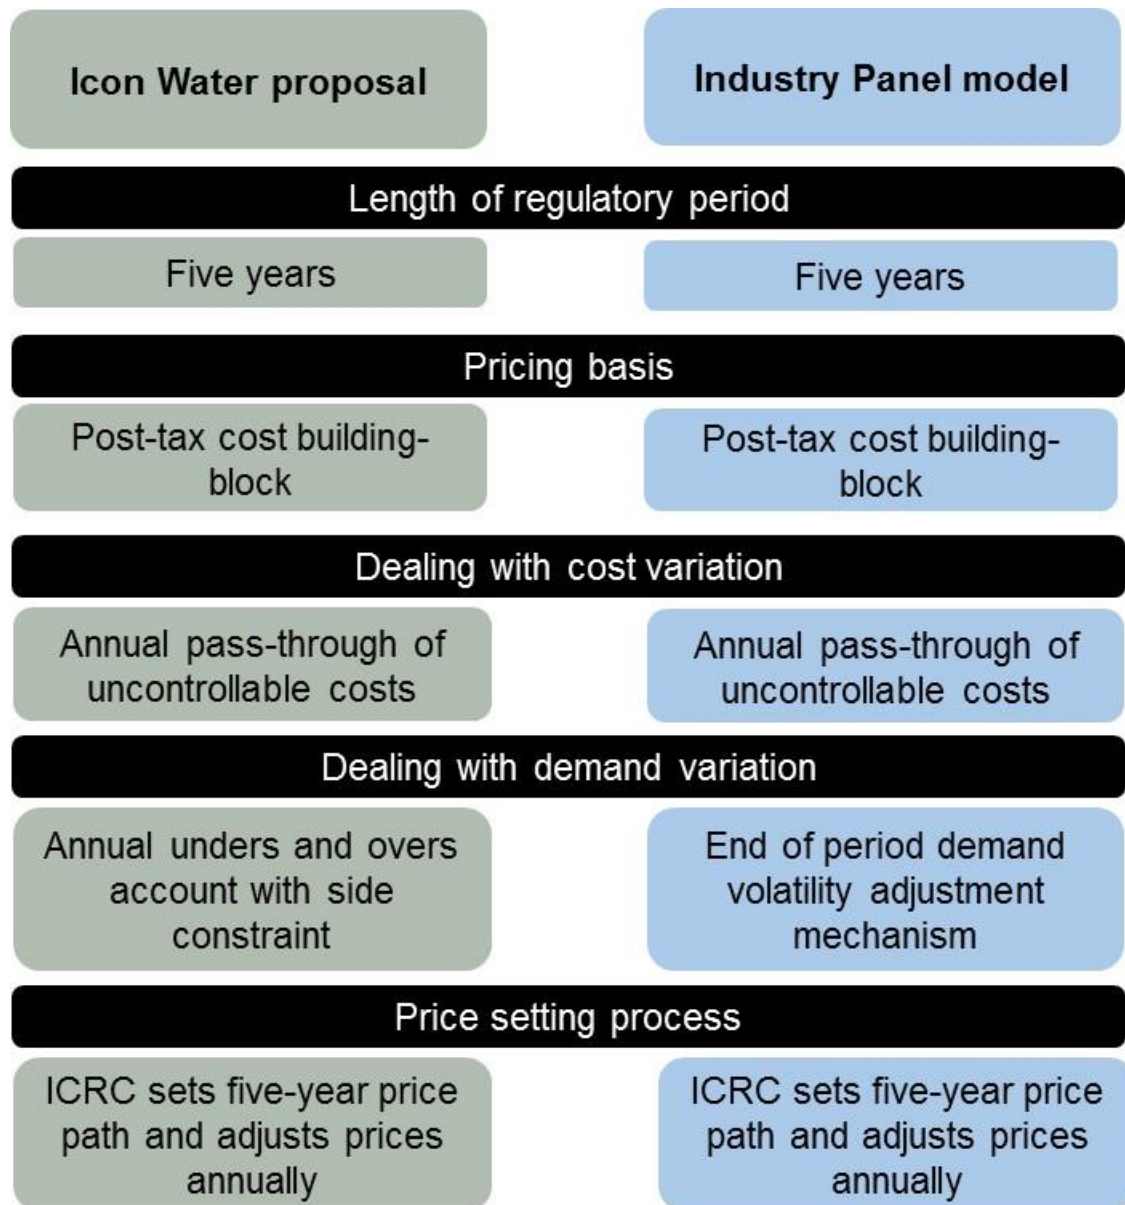 Icon Water proposal
Industry Panel model
Length of regulatory period
Five years
Five years
Pricing basis
Post-tax cost building-
block
Post-tax cost building-
block
Dealing with cost variation
Annual pass-through of
uncontrollable costs
Annual pass-through of
uncontrollable costs
Dealing with demand variation
Annual unders and overs
account with side
constraint
End of period demand
volatility adjustment
mechanism
Price setting process
ICRC sets five-year price
path and adjusts prices
annually
ICRC sets five-year price
path and adjusts prices
annually